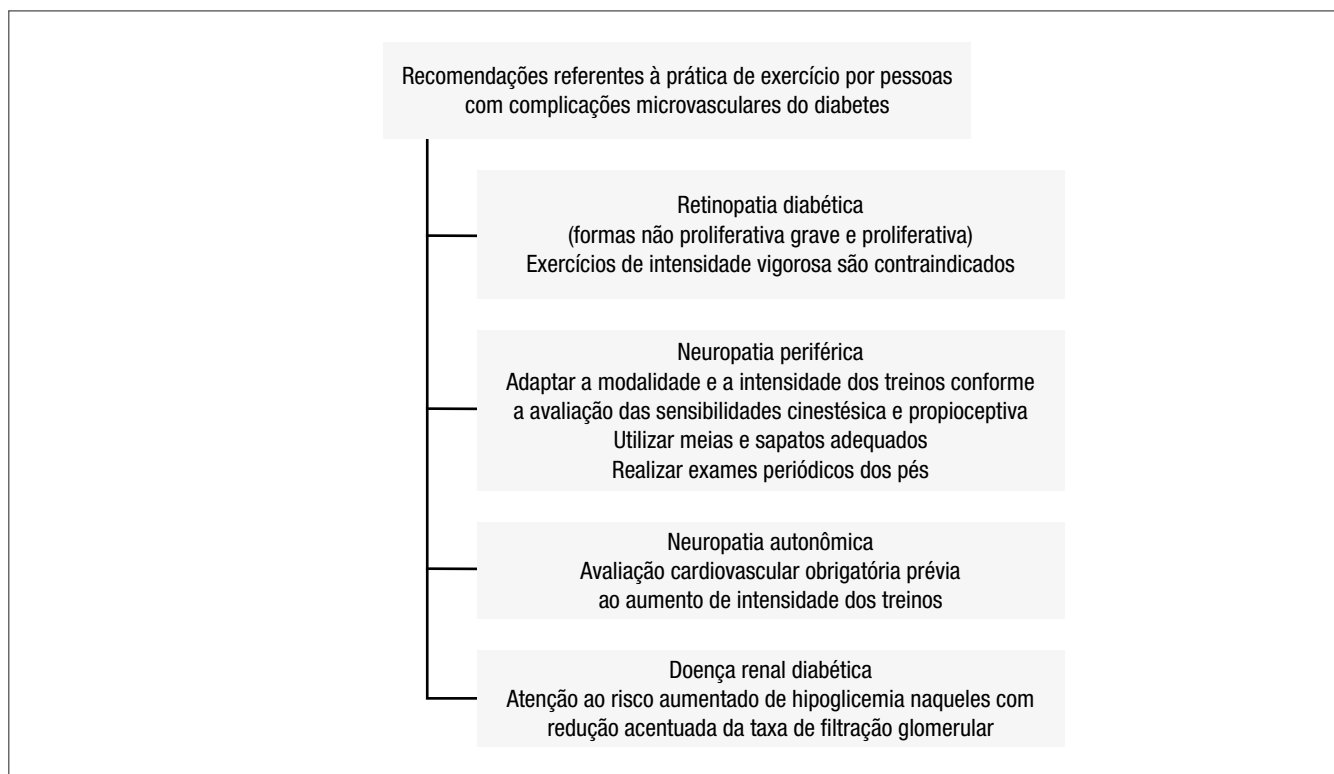 Recomendações referentes à prática de exercício por pessoas
com complicações microvasculares do diabetes
Retinopatia diabética
(formas não proliferativa grave e proliferativa)
Exercícios de intensidade vigorosa são contraindicados
Neuropatia periférica
Adaptar a modalidade e a intensidade dos treinos conforme
a avaliação das sensibilidades cinestésica e propioceptiva
Utilizar meias e sapatos adequados
Realizar exames periódicos dos pés
Neuropatia autonômica
Avaliação cardiovascular obrigatória prévia
ao aumento de intensidade dos treinos
Doença renal diabética
Atenção ao risco aumentado de hipoglicemia naqueles com
redução acentuada da taxa de filtração glomerular